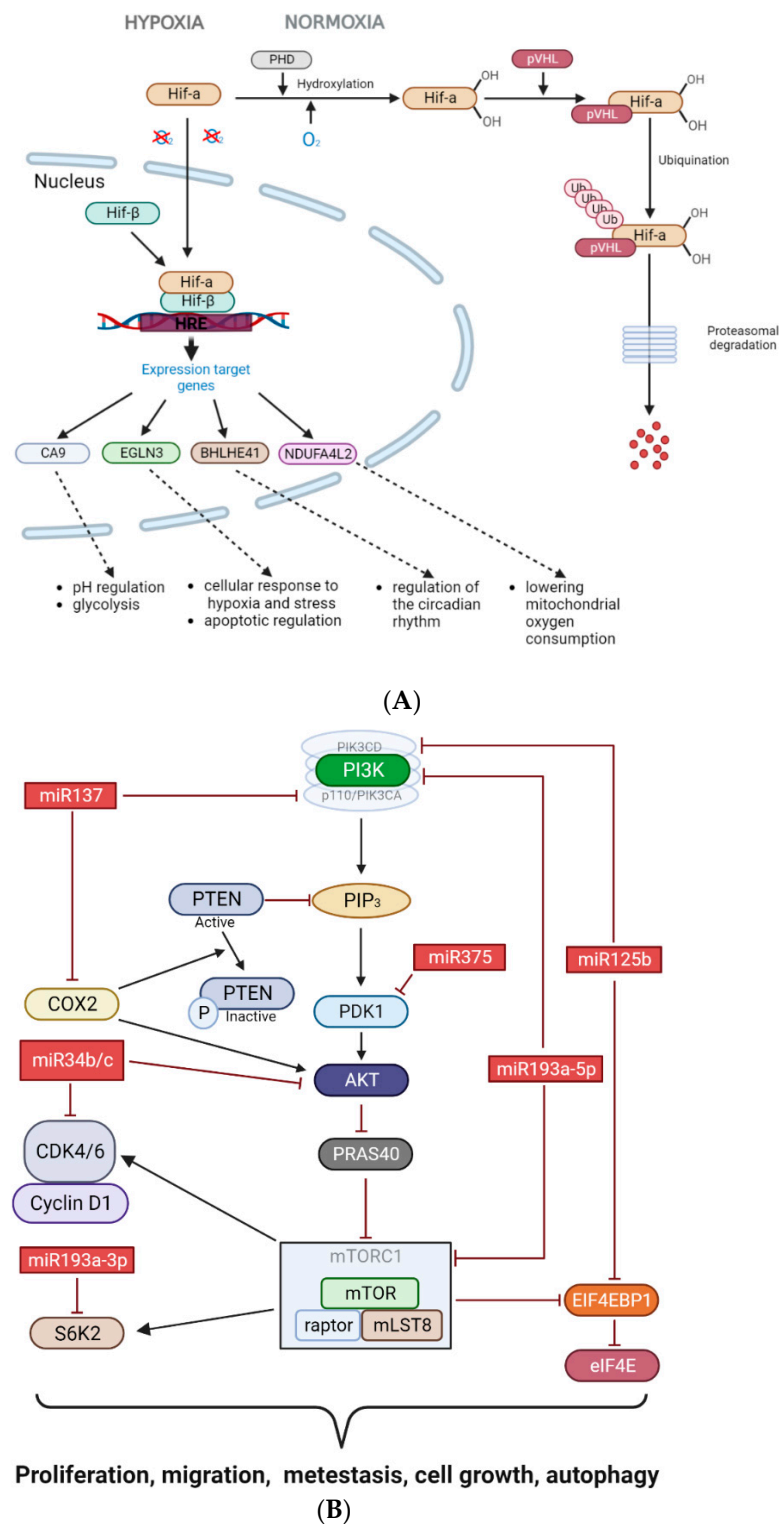 HYPOXIA
NORMOXIA
PHD
pVHL
Hydroxylation
OH
OH
Hif-a
Hif-a
OH
pVHL
Hif-a
OH
O₂
O₂
O₂
Ubiquination
Nucleus
Hif-β
Ub
Ub
Ub
Ub
OH
Hif-a
pVHL
OH
Hif-a
Hif-β
HRE
Proteasomal
degradation
Expression target
genes
CA9
EGLN3
BHLHE41
NDUFA4L2
• pH regulation
• glycolysis
• cellular response to
hypoxia and stress
• apoptotic regulation
• regulation of
the circadian
rhythm
• lowering
mitochondrial
oxygen
consumption
(A)
PIK3CD
PI3K
p110/PIK3CA
miR137
PTEN
Active
PIP₃
miR375
miR125b
PTEN
P
Inactive
COX2
PDK1
miR34b/c
AKT
miR193a-5p
CDK4/6
Cyclin D1
PRAS40
mTORC1
miR193a-3p
mTOR
EIF4EBP1
raptor
mLST8
S6K2
eIF4E
Proliferation, migration, metestasis, cell growth, autophagy
(B)